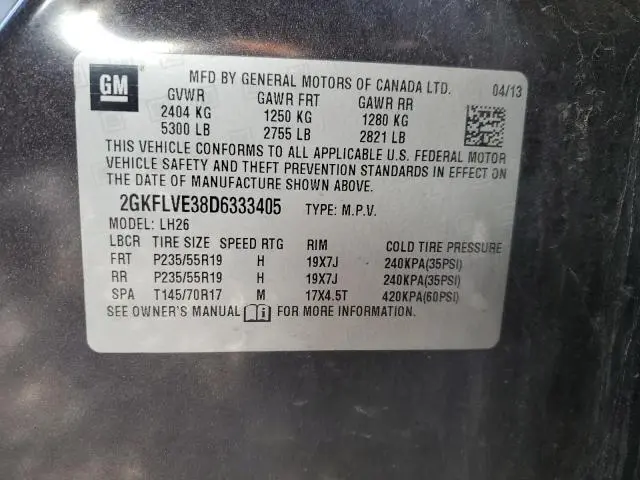 GM
MFD BY GENERAL MOTORS OF CANADA LTD. 04/13
GVWR GAWR FRT GAWR RR
2404 KG 1250 KG 1280 KG
5300 LB 2755 LB 2821 LB
THIS VEHICLE CONFORMS TO ALL APPLICABLE U.S. FEDERAL MOTOR
VEHICLE SAFETY AND THEFT PREVENTION STANDARDS IN EFFECT ON
THE DATE OF MANUFACTURE SHOWN ABOVE.
2GKFLVE38D6333405 TYPE: M.P.V.
MODEL: LH26
LBCR TIRE SIZE SPEED RTG RIM COLD TIRE PRESSURE
FRT P235/55R19 H 19X7J 240KPA(35PSI)
RR P235/55R19 H 19X7J 240KPA(35PSI)
SPA T145/70R17 M 17X4.5T 420KPA(60PSI)
SEE OWNER'S MANUAL FOR MORE INFORMATION.